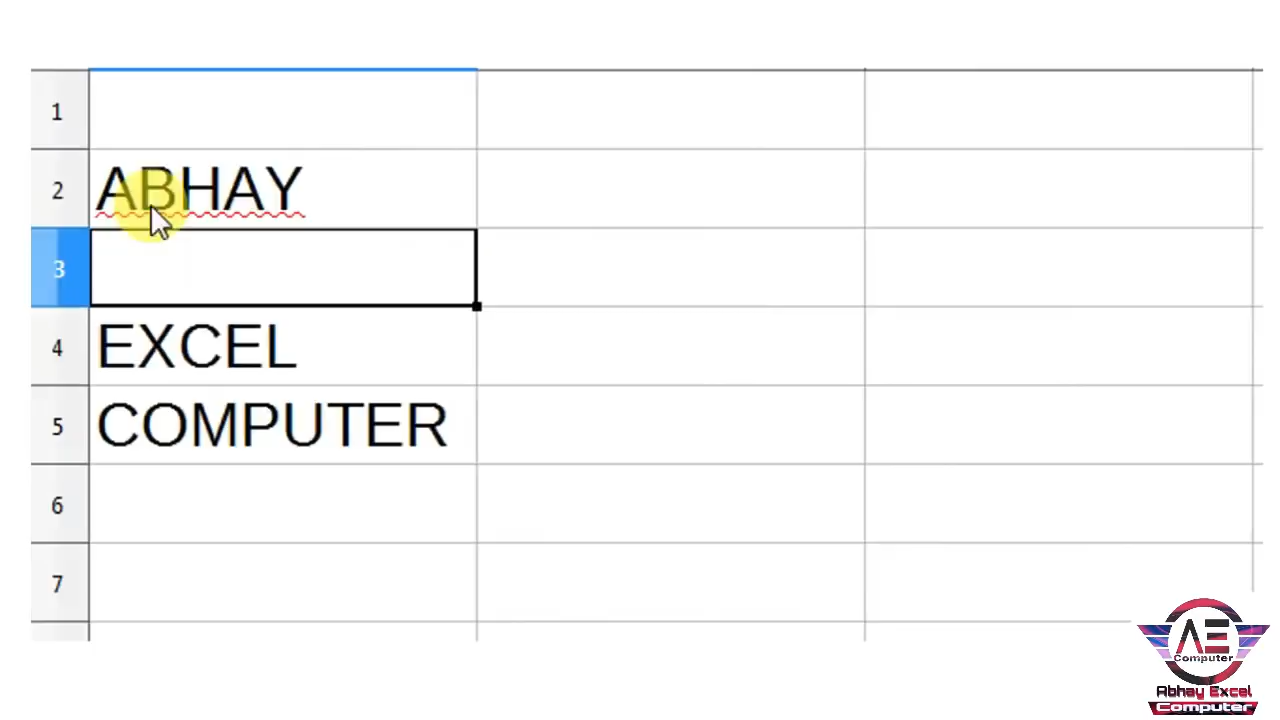 1
2 ABHAY
3
4 EXCEL
5 COMPUTER
6
7
AE
Computer
Abhay Excel
Computer